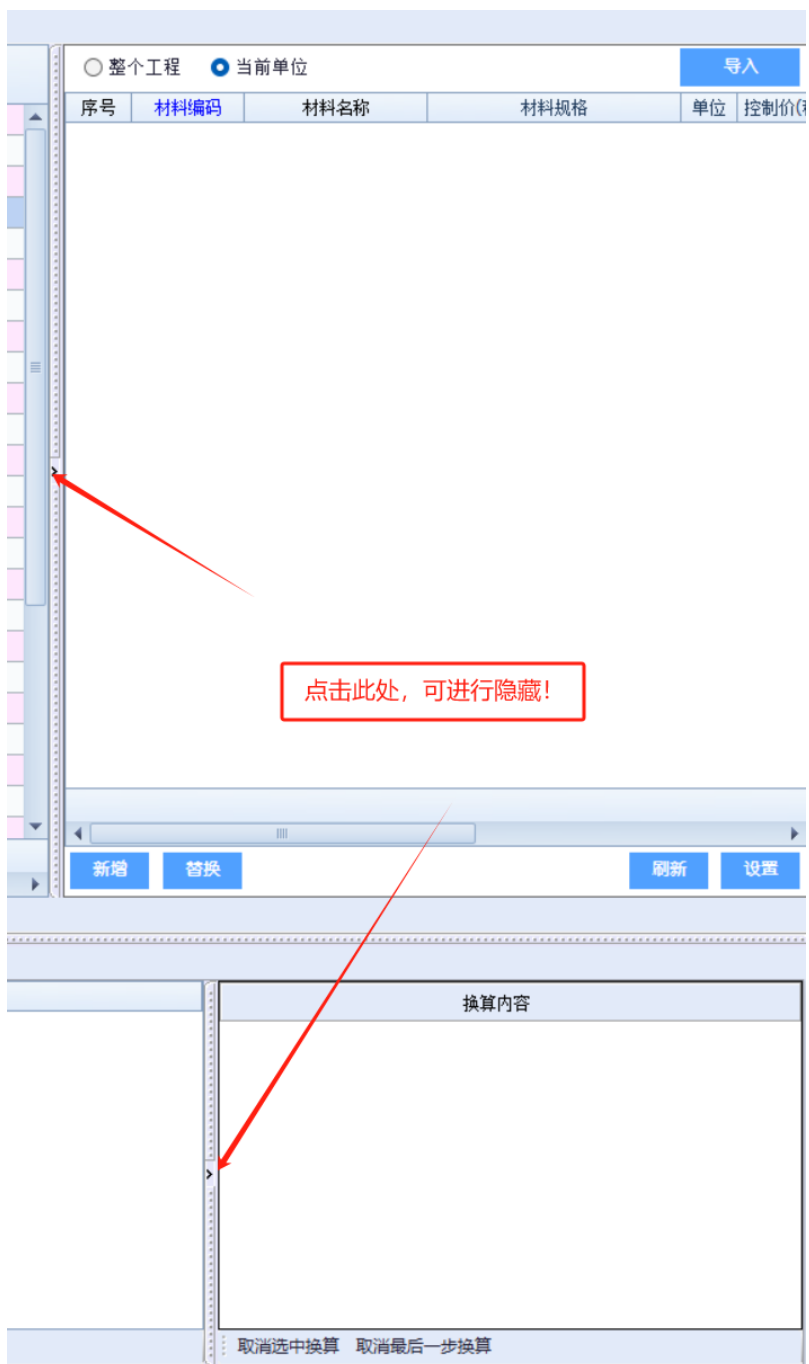 整个工程 当前单位 导入
序号 材料编码 材料名称 材料规格 单位 控制价(
点击此处，可进行隐藏！
新增 替换 刷新 设置
换算内容
取消选中换算 取消最后一步换算